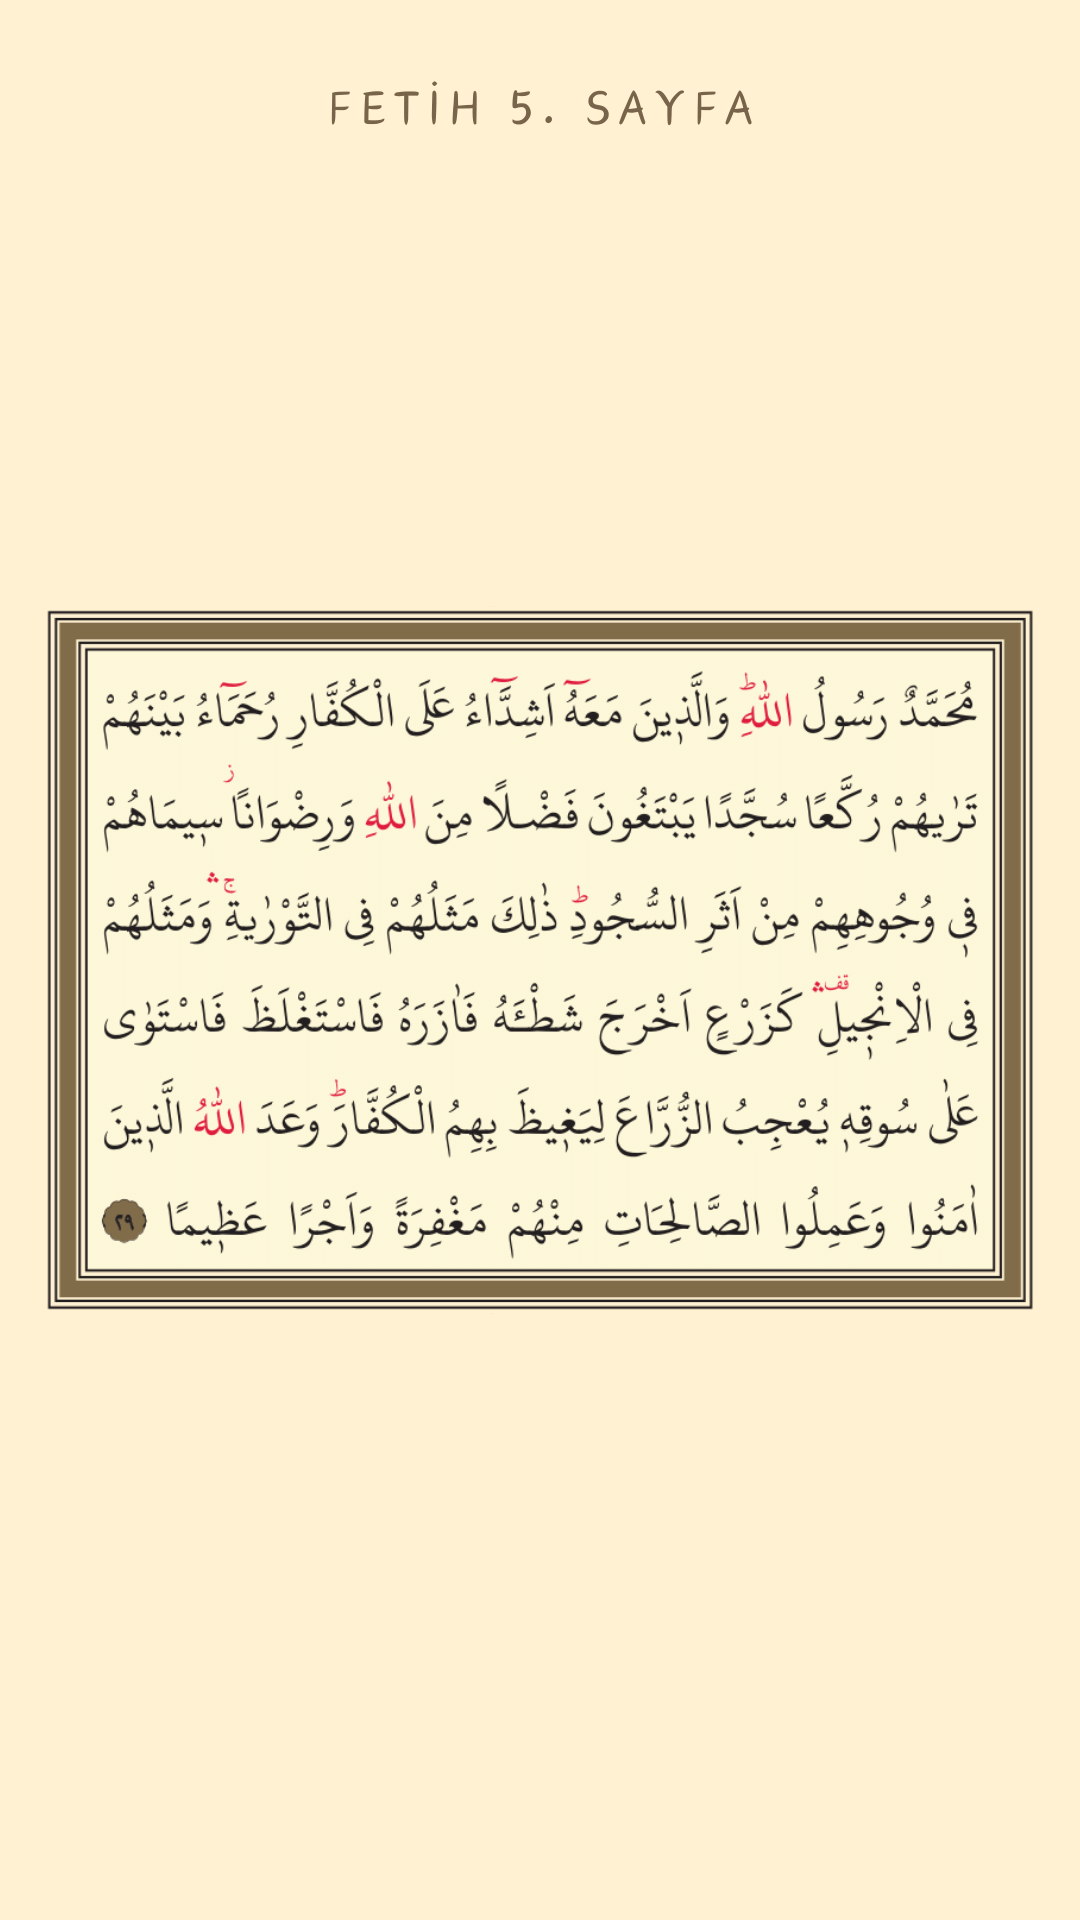 FETİH 5. SAYFA
مُحَمَّدٌ رَسُولُ اللّٰهِؕ وَالَّذ۪ينَ مَعَهُٓ اَشِدَّٓاءُ عَلَى الْكُفَّارِ رُحَمَٓاءُ بَيْنَهُمْ
تَرٰيهُمْ رُكَّعًا سُجَّدًا يَبْتَغُونَ فَضْلًا مِنَ اللّٰهِ وَرِضْوَانًاۘ ز س۪يمَاهُمْ
ف۪ي وُجُوهِهِمْ مِنْ اَثَرِ السُّجُودِؕ ذٰلِكَ مَثَلُهُمْ فِى التَّوْرٰيةِۚۛ وَمَثَلُهُمْ
فِى الْاِنْج۪يلِ۠ۛ قف كَزَرْعٍ اَخْرَجَ شَطْـَٔهُ فَاٰزَرَهُ فَاسْتَغْلَظَ فَاسْتَوٰى
عَلٰى سُوقِه۪ يُعْجِبُ الزُّرَّاعَ لِيَغ۪يظَ بِهِمُ الْكُفَّارَؕ وَعَدَ اللّٰهُ الَّذ۪ينَ
اٰمَنُوا وَعَمِلُوا الصَّالِحَاتِ مِنْهُمْ مَغْفِرَةً وَاَجْرًا عَظ۪يمًا ٢٩